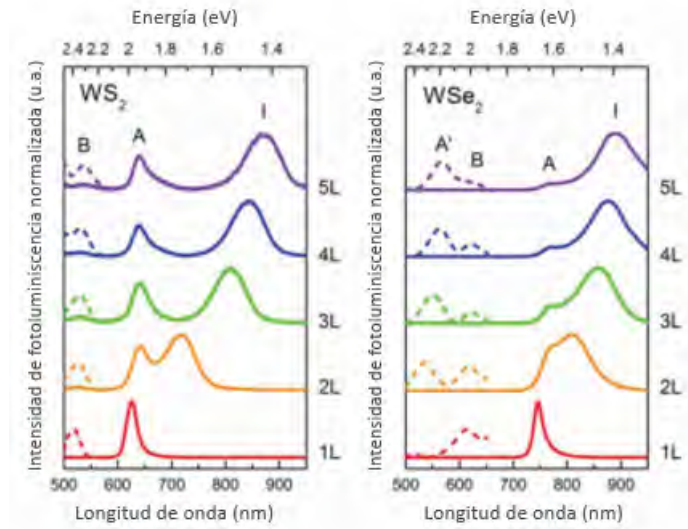 Energía (eV)
2.4 2.2 2 1.8 1.6 1.4
Intensidad de fotoluminiscencia normalizada (u.a.)
WS2
B
A
I
5L
4L
3L
2L
1L
500 600 700 800 900
Longitud de onda (nm)
Energía (eV)
2.4 2.2 2 1.8 1.6 1.4
Intensidad de fotoluminiscencia normalizada (u.a.)
WSe2
A'
B
A
I
5L
4L
3L
2L
1L
500 600 700 800 900
Longitud de onda (nm)